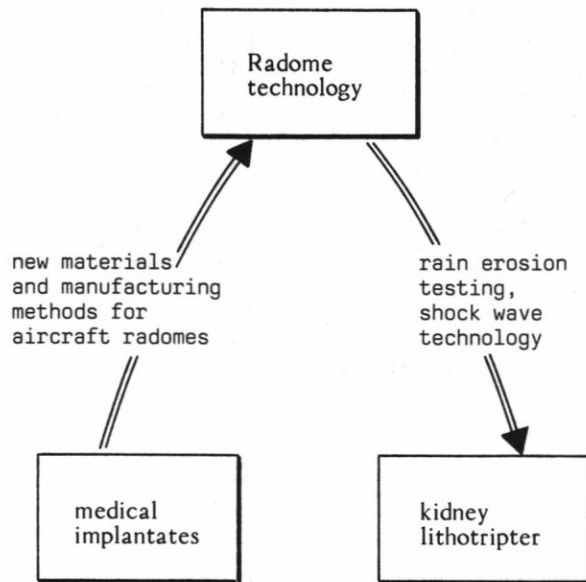 Radome
technology
new materials
and manufacturing
methods for
aircraft radomes
rain erosion
testing,
shock wave
technology
medical
implantates
kidney
lithotripter